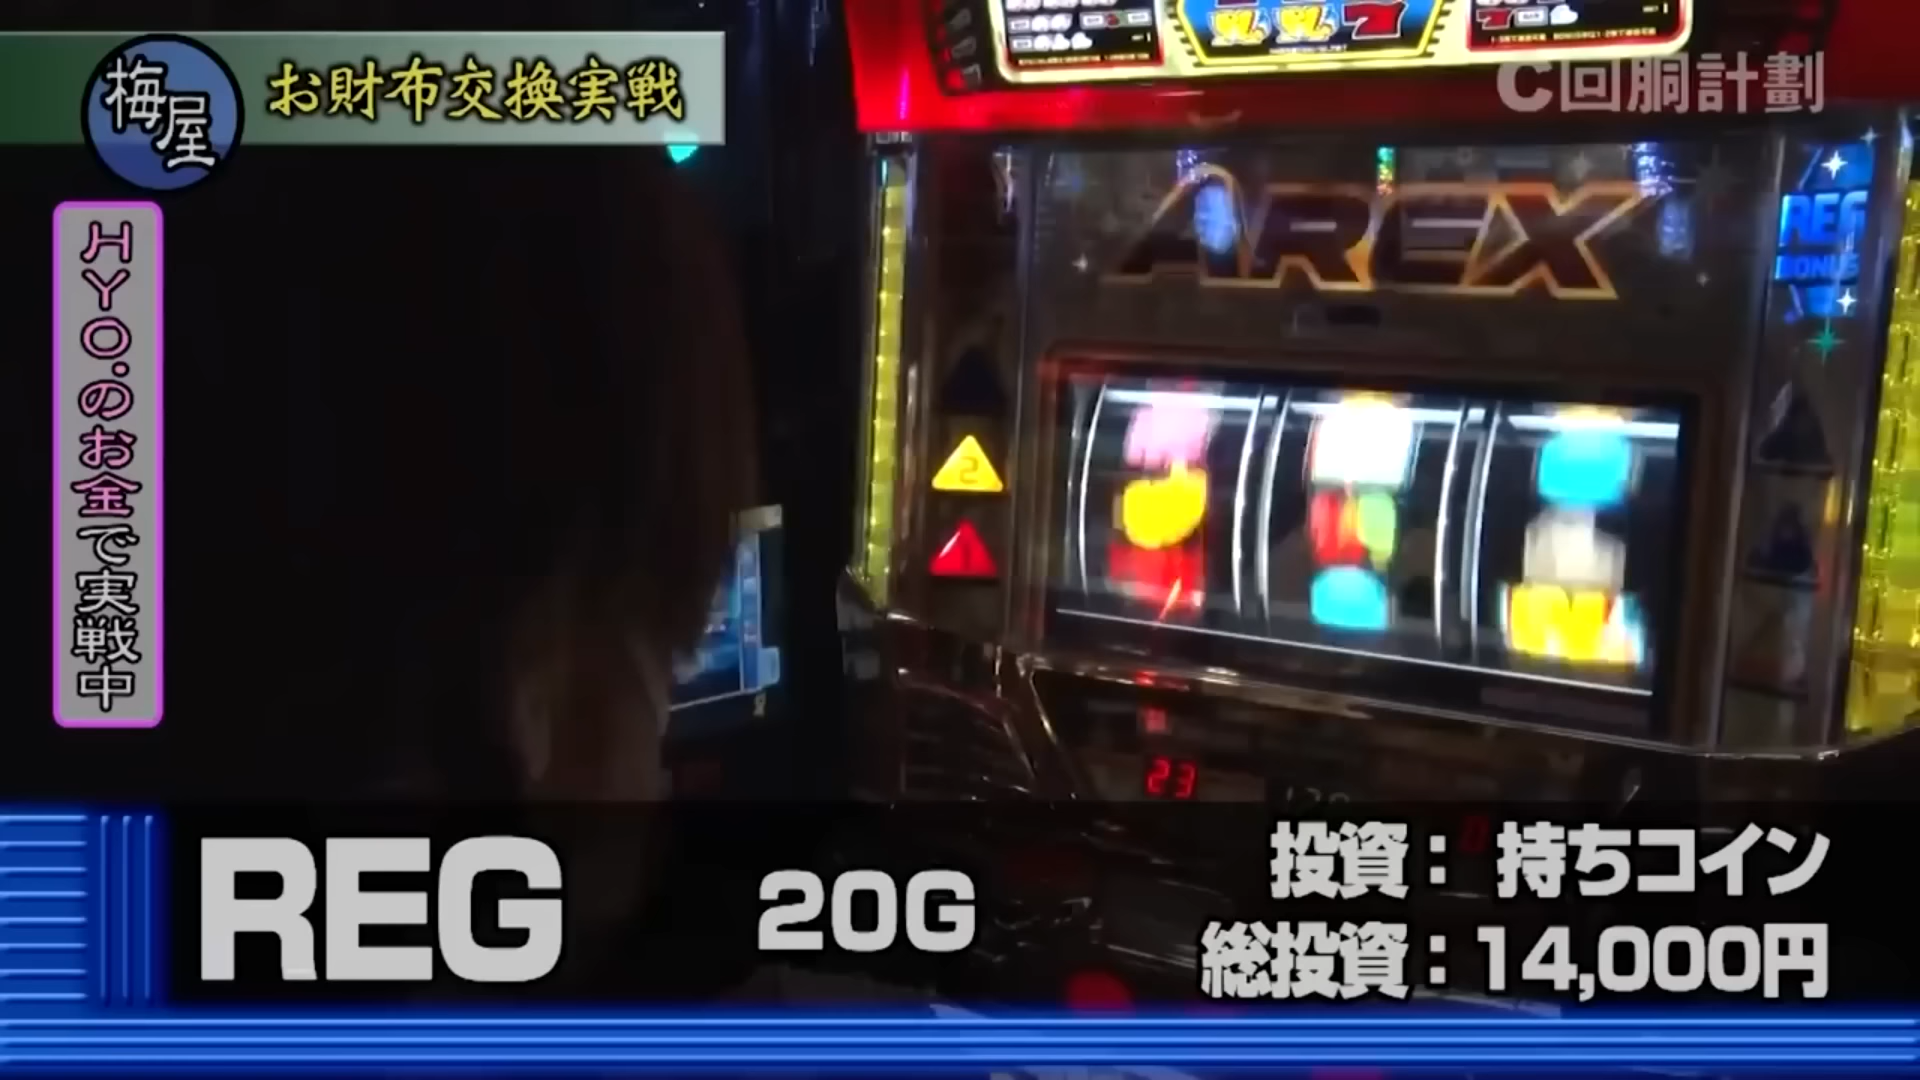 梅屋
お財布交換実戦
C回胴計劃
HYO.のお金で実戦中
AREX
REG
BONUS
2
1
23
REG
20G
投資：持ちコイン
総投資：14,000円